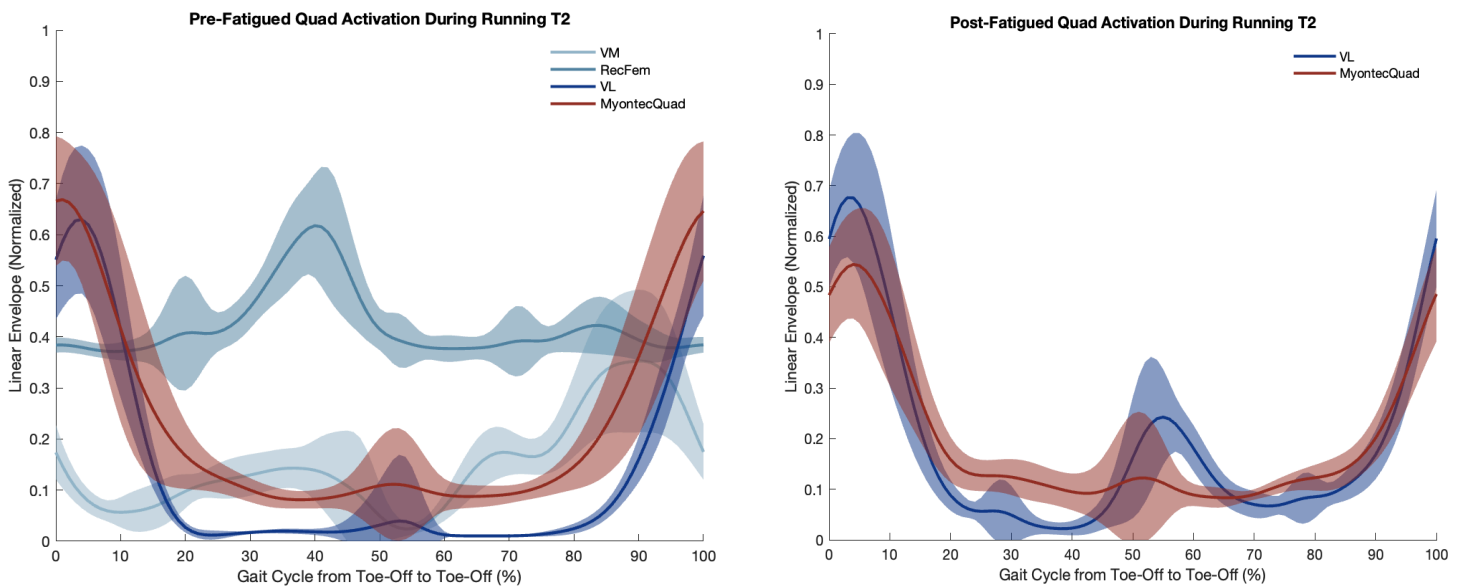 Pre-Fatigued Quad Activation During Running T2
VM
RecFem
VL
MyontecQuad
Linear Envelope (Normalized)
1
0.9
0.8
0.7
0.6
0.5
0.4
0.3
0.2
0.1
0
0 10 20 30 40 50 60 70 80 90 100
Gait Cycle from Toe-Off to Toe-Off (%)
Post-Fatigued Quad Activation During Running T2
VL
MyontecQuad
Linear Envelope (Normalized)
1
0.9
0.8
0.7
0.6
0.5
0.4
0.3
0.2
0.1
0
0 10 20 30 40 50 60 70 80 90 100
Gait Cycle from Toe-Off to Toe-Off (%)